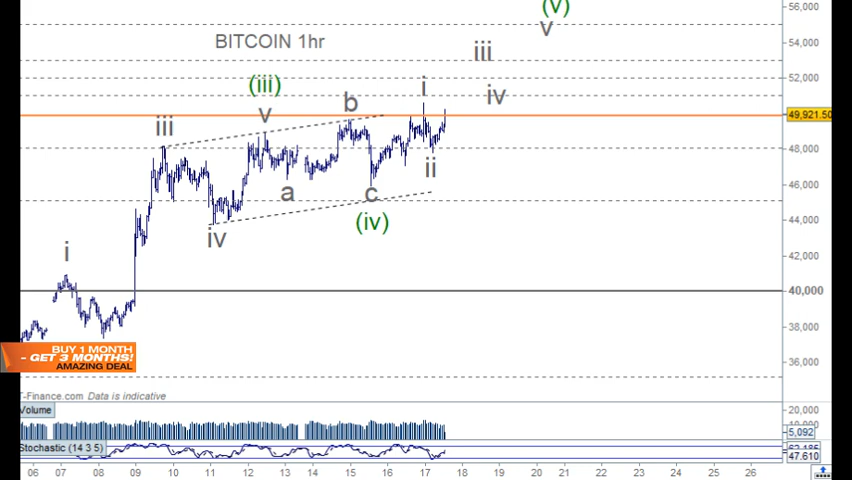 (v)
56,000
v
BITCOIN 1hr
54,000
iii
52,000
(iii)
i
iv
b
v
49,921.50
iii
48,000
ii
a
c
46,000
(iv)
iv
44,000
i
42,000
40,000
38,000
BUY 1 MONTH
- GET 3 MONTHS!
AMAZING DEAL
36,000
T-Finance.com Data is indicative
Volume
20,000
5,092
Stochastic (14 3 5)
47.610
06 07 08 09 10 11 12 13 14 15 16 17 18 19 20 21 22 23 24 25 26